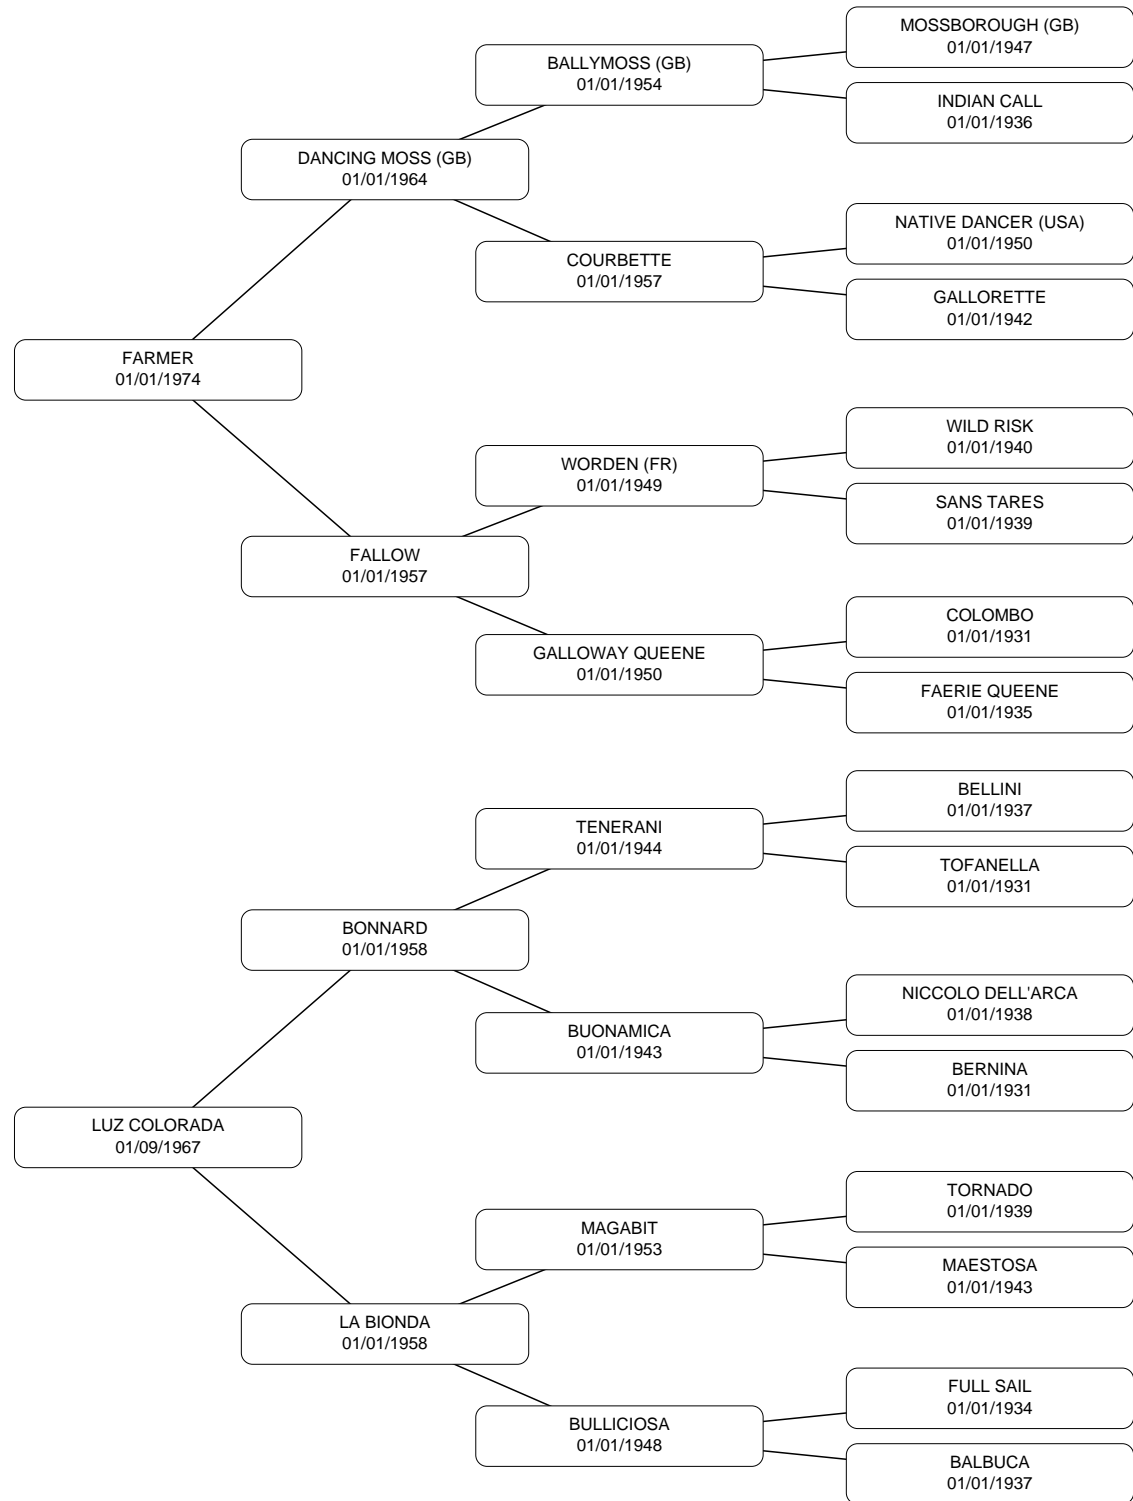 MOSSBOROUGH (GB)
01/01/1947
BALLYMOSS (GB)
01/01/1954
INDIAN CALL
01/01/1936
DANCING MOSS (GB)
01/01/1964
NATIVE DANCER (USA)
01/01/1950
COURBETTE
01/01/1957
GALLORETTE
01/01/1942
FARMER
01/01/1974
WILD RISK
01/01/1940
WORDEN (FR)
01/01/1949
SANS TARES
01/01/1939
FALLOW
01/01/1957
COLOMBO
01/01/1931
GALLOWAY QUEENE
01/01/1950
FAERIE QUEENE
01/01/1935
BELLINI
01/01/1937
TENERANI
01/01/1944
TOFANELLA
01/01/1931
BONNARD
01/01/1958
NICCOLO DELL'ARCA
01/01/1938
BUONAMICA
01/01/1943
BERNINA
01/01/1931
LUZ COLORADA
01/09/1967
TORNADO
01/01/1939
MAGABIT
01/01/1953
MAESTOSA
01/01/1943
LA BIONDA
01/01/1958
FULL SAIL
01/01/1934
BULLICIOSA
01/01/1948
BALBUCA
01/01/1937